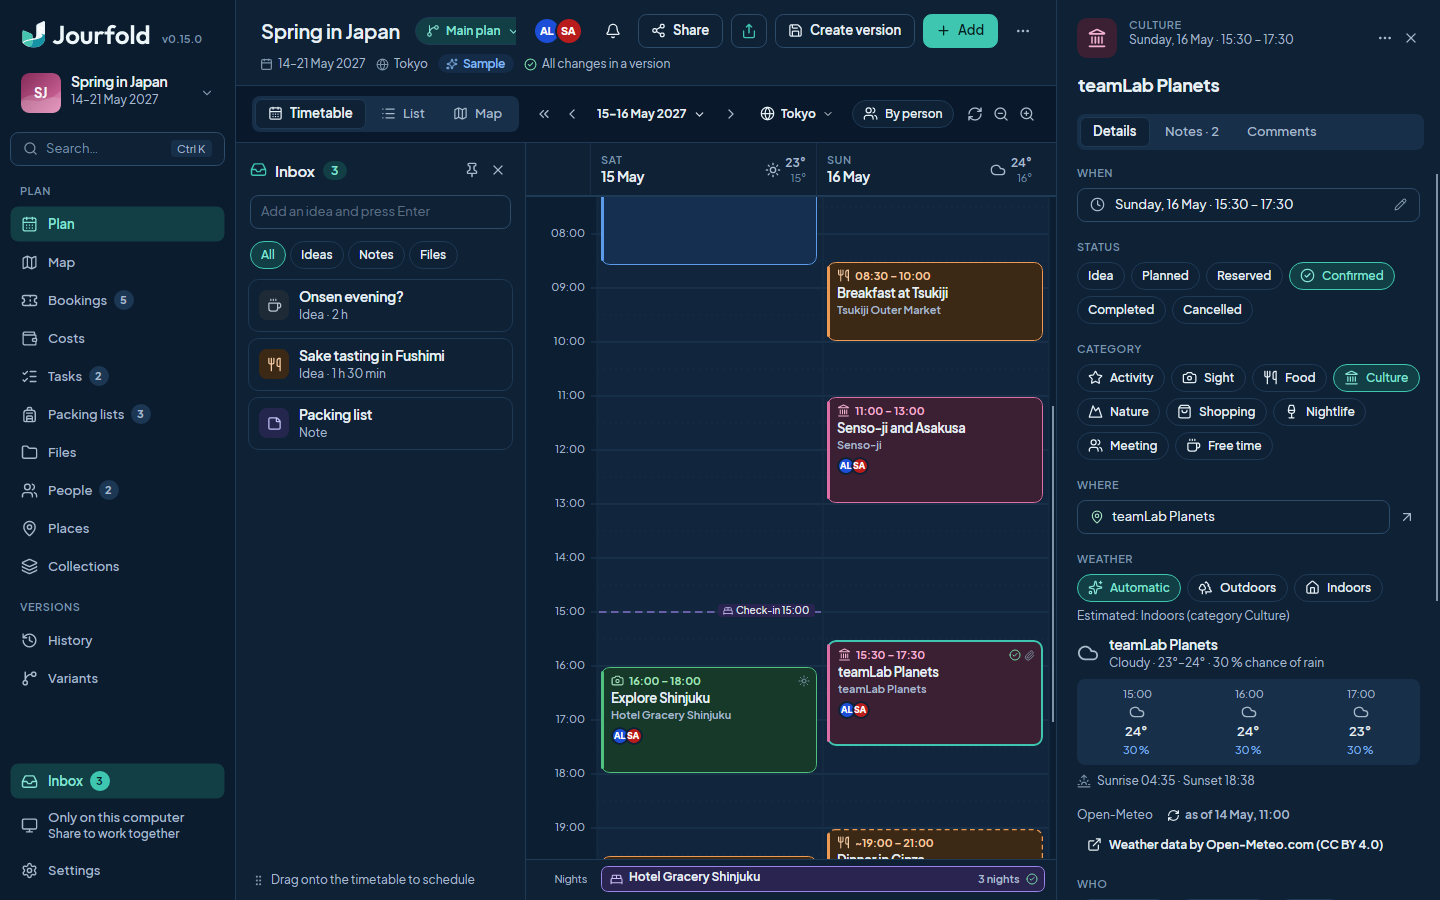 Jourfold v0.15.0
SJ
Spring in Japan
14–21 May 2027
Search...
Ctrl K
PLAN
Plan
Map
Bookings 5
Costs
Tasks 2
Packing lists 3
Files
People 2
Places
Collections
VERSIONS
History
Variants
Inbox 3
Only on this computer
Share to work together
Settings
Spring in Japan
Main plan
AL SA
Share
Create version
+ Add
14–21 May 2027
Tokyo
Sample
All changes in a version
Timetable
List
Map
15–16 May 2027
Tokyo
By person
Inbox 3
Add an idea and press Enter
All
Ideas
Notes
Files
Onsen evening?
Idea · 2 h
Sake tasting in Fushimi
Idea · 1 h 30 min
Packing list
Note
Drag onto the timetable to schedule
SAT
15 May
23°
15°
SUN
16 May
24°
16°
08:00
09:00
10:00
11:00
12:00
13:00
14:00
15:00
16:00
17:00
18:00
19:00
Check-in 15:00
16:00 – 18:00
Explore Shinjuku
Hotel Gracery Shinjuku
AL SA
08:30 – 10:00
Breakfast at Tsukiji
Tsukiji Outer Market
11:00 – 13:00
Senso-ji and Asakusa
Senso-ji
AL SA
15:30 – 17:30
teamLab Planets
teamLab Planets
AL SA
~19:00 – 21:00
Dinner in Ginza
Nights
Hotel Gracery Shinjuku
3 nights
CULTURE
Sunday, 16 May · 15:30 – 17:30
teamLab Planets
Details
Notes · 2
Comments
WHEN
Sunday, 16 May · 15:30 – 17:30
STATUS
Idea
Planned
Reserved
Confirmed
Completed
Cancelled
CATEGORY
Activity
Sight
Food
Culture
Nature
Shopping
Nightlife
Meeting
Free time
WHERE
teamLab Planets
WEATHER
Automatic
Outdoors
Indoors
Estimated: Indoors (category Culture)
teamLab Planets
Cloudy · 23°–24° · 30 % chance of rain
15:00 16:00 17:00
24° 24° 23°
30 % 30 % 30 %
Sunrise 04:35 · Sunset 18:38
Open-Meteo
as of 14 May, 11:00
Weather data by Open-Meteo.com (CC BY 4.0)
WHO